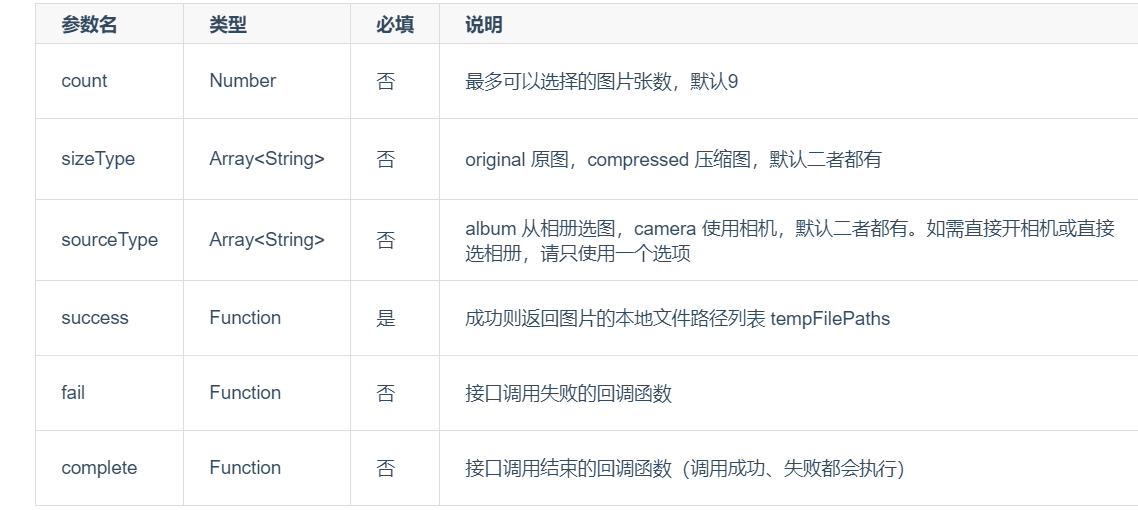 参数名 类型 必填 说明
count Number 否 最多可以选择的图片张数，默认9
sizeType Array<String> 否 original 原图，compressed 压缩图，默认二者都有
sourceType Array<String> 否 album 从相册选图，camera 使用相机，默认二者都有。如需直接开相机或直接
选相册，请只使用一个选项
success Function 是 成功则返回图片的本地文件路径列表 tempFilePaths
fail Function 否 接口调用失败的回调函数
complete Function 否 接口调用结束的回调函数（调用成功、失败都会执行）